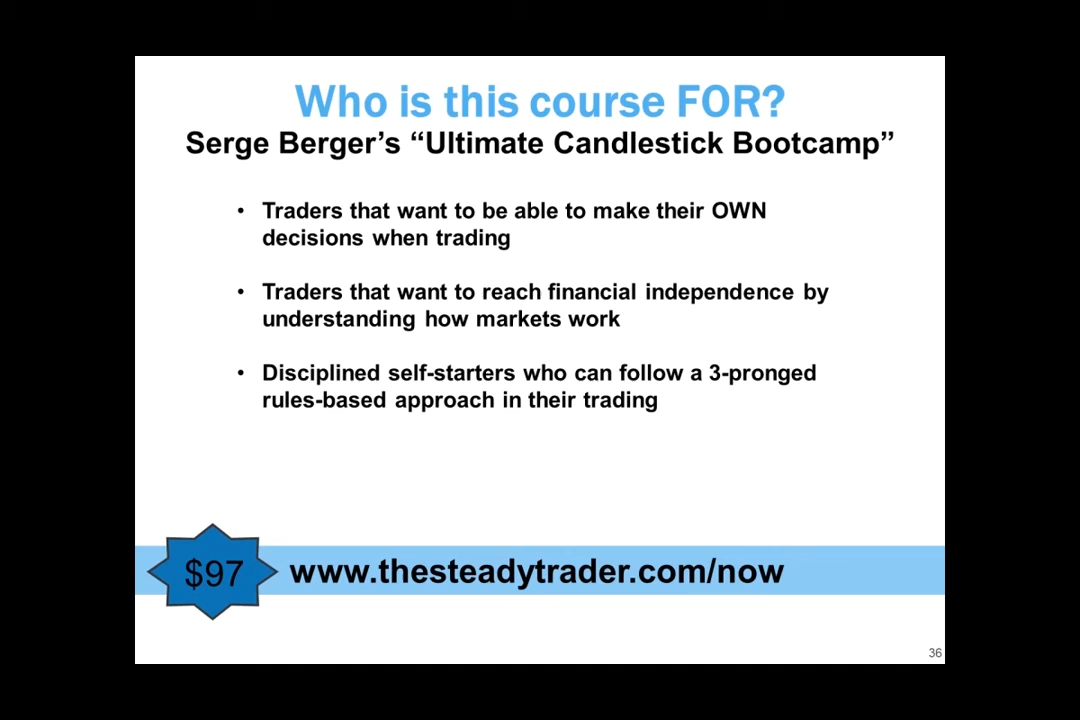 Who is this course FOR?
Serge Berger’s “Ultimate Candlestick Bootcamp”
• Traders that want to be able to make their OWN
decisions when trading
• Traders that want to reach financial independence by
understanding how markets work
• Disciplined self-starters who can follow a 3-pronged
rules-based approach in their trading
$97
www.thesteadytrader.com/now
36